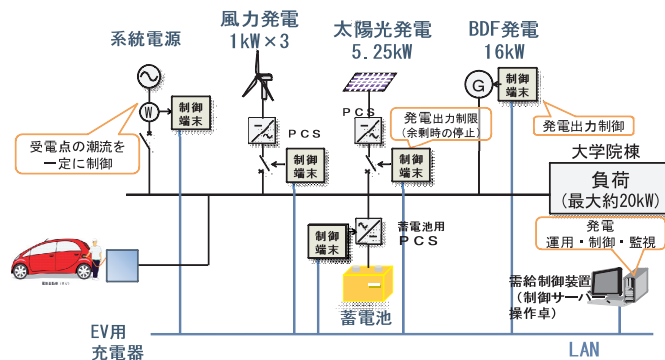 系統電源
風力発電
1kW×3
太陽光発電
5.25kW
BDF発電
16kW
W
制御
端末
受電点の潮流を
一定に制御
PCS
制御
端末
PCS
発電出力制限
(余剰時の停止)
制御
端末
G
制御
端末
発電出力制御
大学院棟
負荷
(最大約20kW)
発電
運用・制御・監視
制御
端末
蓄電池用
PCS
蓄電池
需給制御装置
(制御サーバー
操作卓)
EV用
充電器
LAN